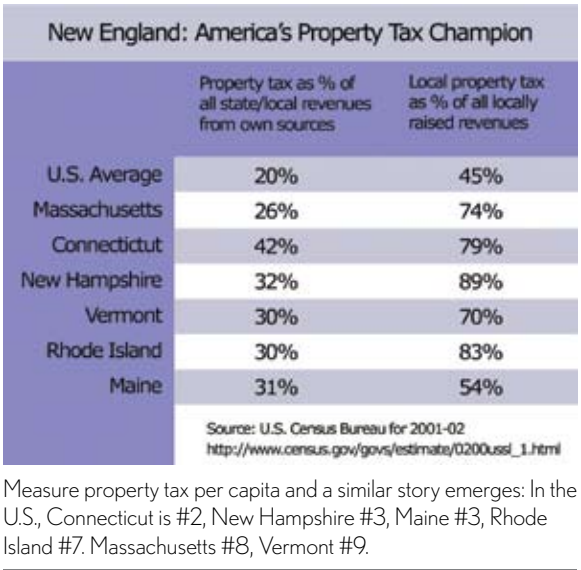 New England: America's Property Tax Champion
Property tax as % of
all state/local revenues
from own sources
Local property tax
as % of all locally
raised revenues
U.S. Average 20% 45%
Massachusetts 26% 74%
Connectictut 42% 79%
New Hampshire 32% 89%
Vermont 30% 70%
Rhode Island 30% 83%
Maine 31% 54%
Source: U.S. Census Bureau for 2001-02
http://www.census.gov/govs/estimate/0200ussl_1.html
Measure property tax per capita and a similar story emerges: In the
U.S., Connecticut is #2, New Hampshire #3, Maine #3, Rhode
Island #7. Massachusetts #8, Vermont #9.